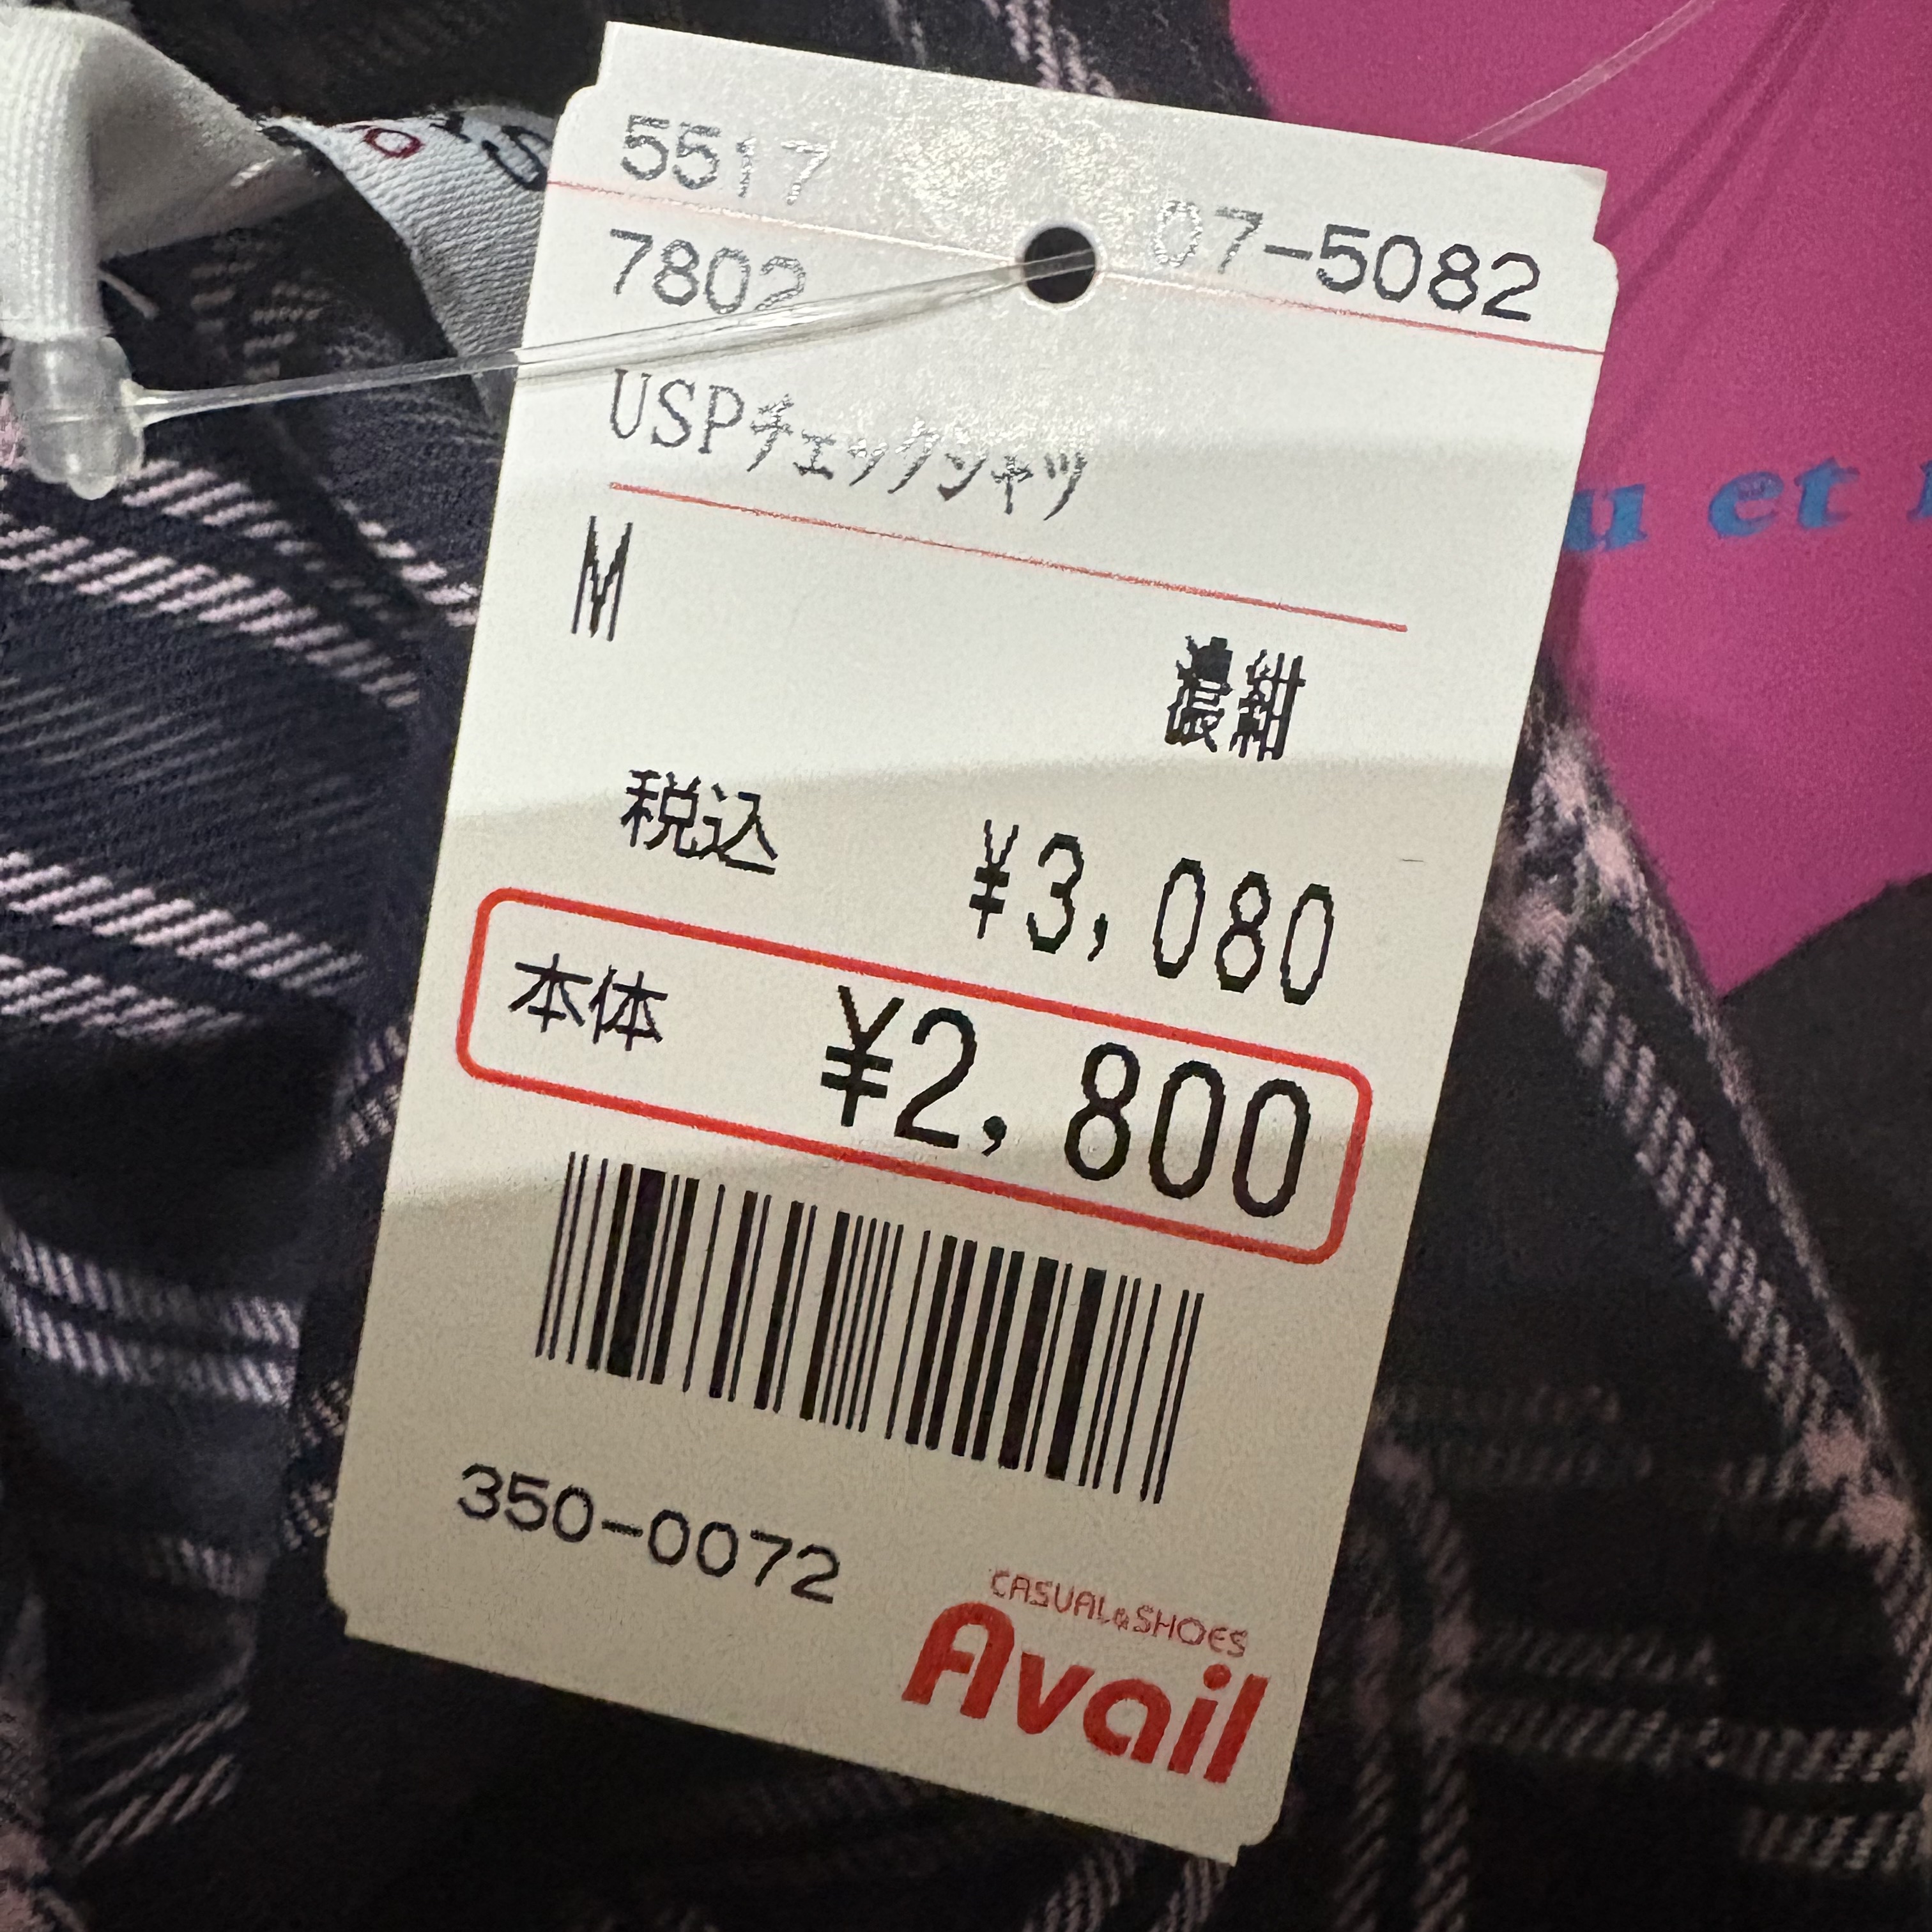 5517
07-5082
7802
USPチェックシャツ
M
濃紺
税込 ¥3,080
本体 ¥2,800
350-0072
CASUAL&SHOES
Avail
u et